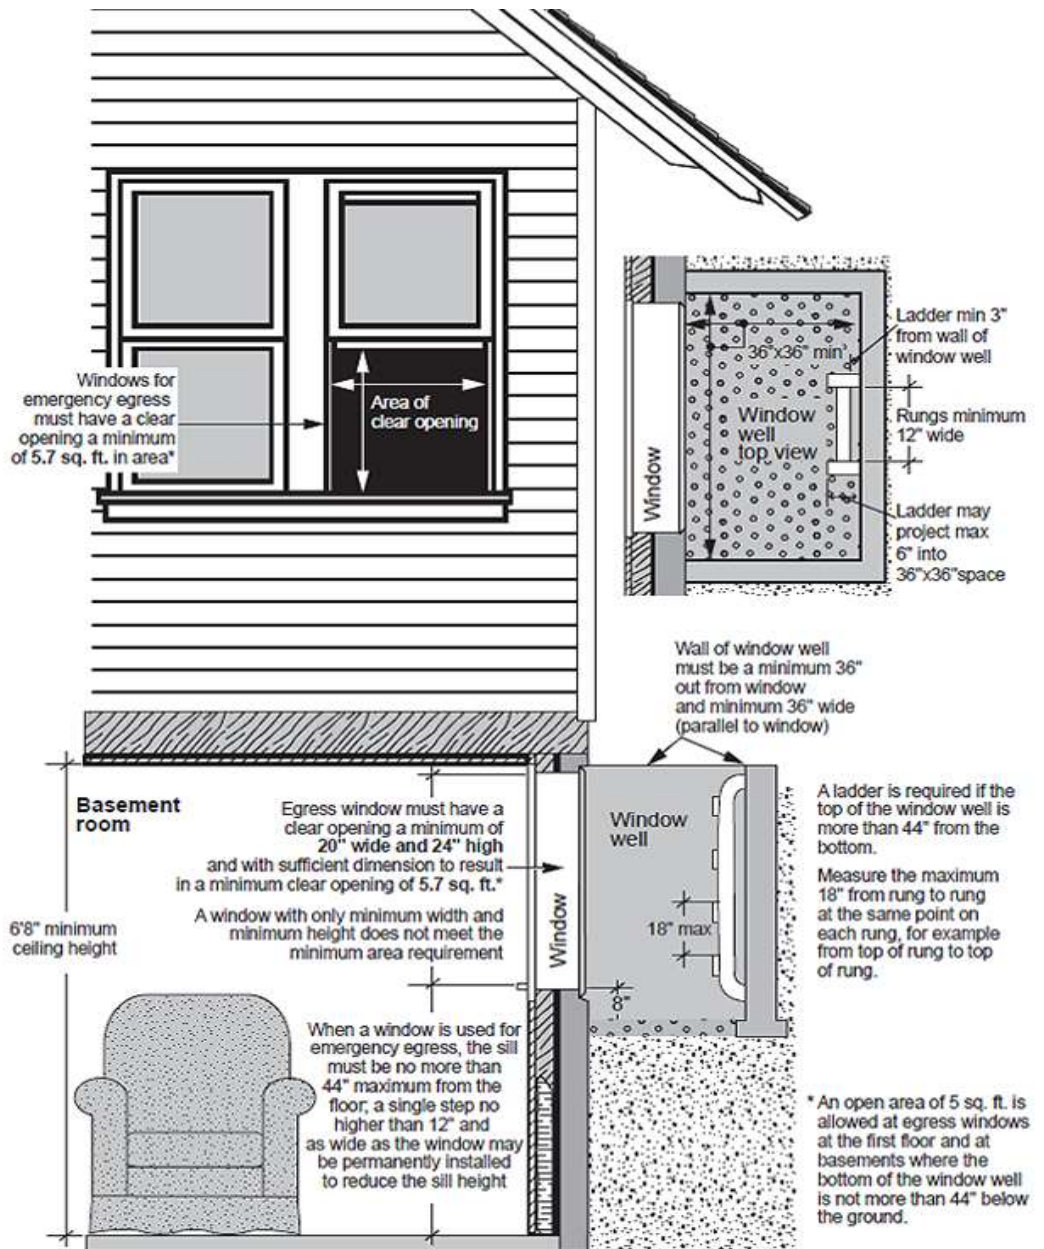 Windows for
emergency egress
must have a clear
opening a minimum
of 5.7 sq. ft. in area*
Area of
clear opening
36"x36" min
Window
well
top view
Window
Ladder min 3"
from wall of
window well
Rungs minimum
12" wide
Ladder may
project max
6" into
36"x36"space
Wall of window well
must be a minimum 36"
out from window
and minimum 36" wide
(parallel to window)
Basement
room
6'8" minimum
ceiling height
Egress window must have a
clear opening a minimum of
20" wide and 24" high
and with sufficient dimension to result
in a minimum clear opening of 5.7 sq. ft.*
A window with only minimum width and
minimum height does not meet the
minimum area requirement
Window
Window
well
18" max
8"
When a window is used for
emergency egress, the sill
must be no more than
44" maximum from the
floor; a single step no
higher than 12" and
as wide as the window may
be permanently installed
to reduce the sill height
A ladder is required if the
top of the window well is
more than 44" from the
bottom.
Measure the maximum
18" from rung to rung
at the same point on
each rung, for example
from top of rung to top
of rung.
* An open area of 5 sq. ft. is
allowed at egress windows
at the first floor and at
basements where the
bottom of the window well
is not more than 44" below
the ground.